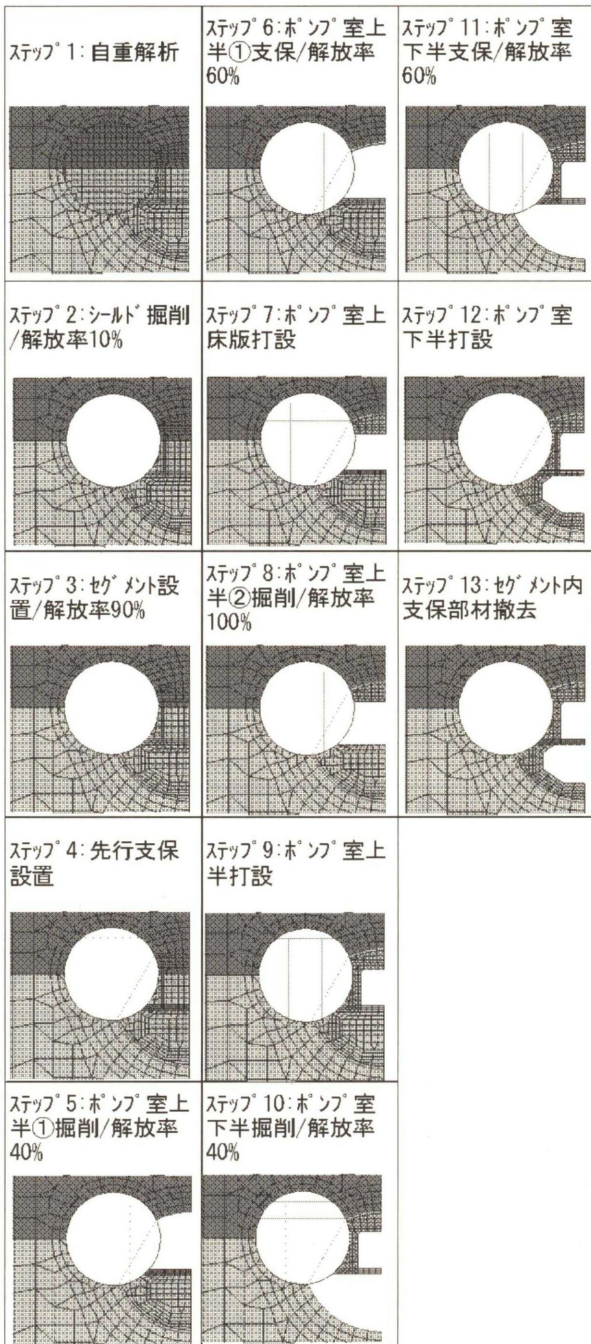 ステップ1:自重解析
ステップ2:シールド掘削
/解放率10%
ステップ3:セグメント設
置/解放率90%
ステップ4:先行支保
設置
ステップ5:ポンプ室上
半①掘削/解放率
40%
ステップ6:ポンプ室上
半①支保/解放率
60%
ステップ7:ポンプ室上
床版打設
ステップ8:ポンプ室上
半②掘削/解放率
100%
ステップ9:ポンプ室上
半打設
ステップ10:ポンプ室
下半掘削/解放率
40%
ステップ11:ポンプ室
下半支保/解放率
60%
ステップ12:ポンプ室
下半打設
ステップ13:セグメント内
支保部材撤去